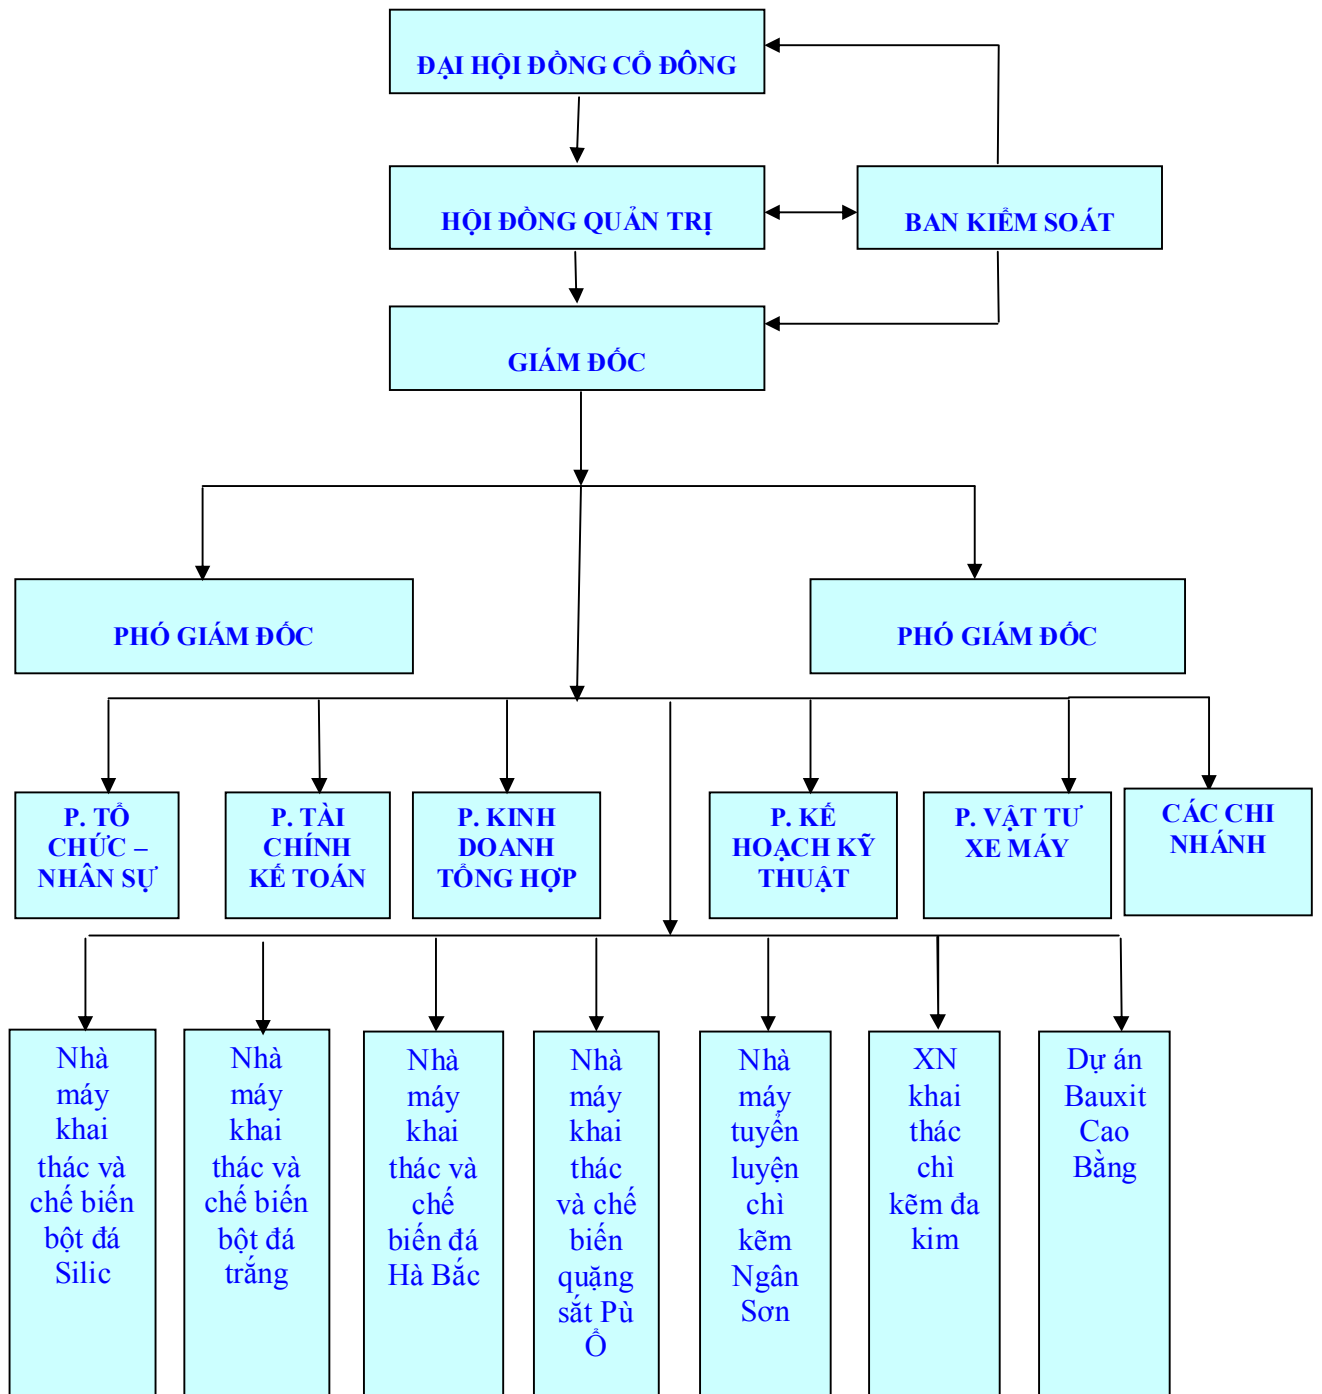 ĐẠI HỘI ĐỒNG CỔ ĐÔNG
HỘI ĐỒNG QUẢN TRỊ
BAN KIỂM SOÁT
GIÁM ĐỐC
PHÓ GIÁM ĐỐC
PHÓ GIÁM ĐỐC
P. TỔ
CHỨC –
NHÂN SỰ
P. TÀI
CHÍNH
KẾ TOÁN
P. KINH
DOANH
TỔNG HỢP
P. KẾ
HOẠCH KỸ
THUẬT
P. VẬT TƯ
XE MÁY
CÁC CHI
NHÁNH
Nhà
máy
khai
thác và
chế biến
bột đá
Silic
Nhà
máy
khai
thác và
chế biến
bột đá
trắng
Nhà
máy
khai
thác và
chế
biến đá
Hà Bắc
Nhà
máy
khai
thác
và chế
biến
quặng
sắt Pù
Ổ
Nhà
máy
tuyển
luyện
chì
kẽm
Ngân
Sơn
XN
khai
thác
chì
kẽm đa
kim
Dự án
Bauxit
Cao
Bằng